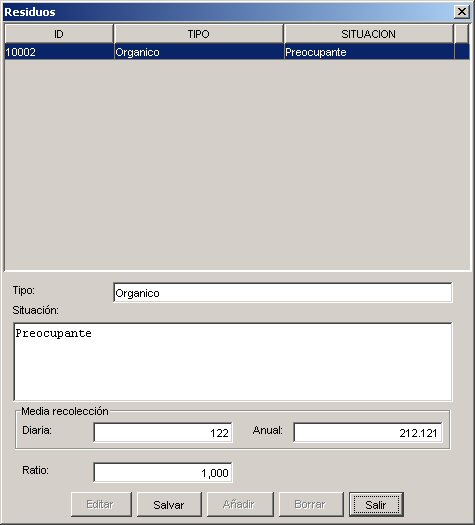 Residuos
ID TIPO SITUACION
10002 Organico Preocupante
Tipo: Organico
Situación:
Preocupante
Media recolección
Diaria: 122 Anual: 212.121
Ratio: 1,000
Editar Salvar Añadir Borrar Salir